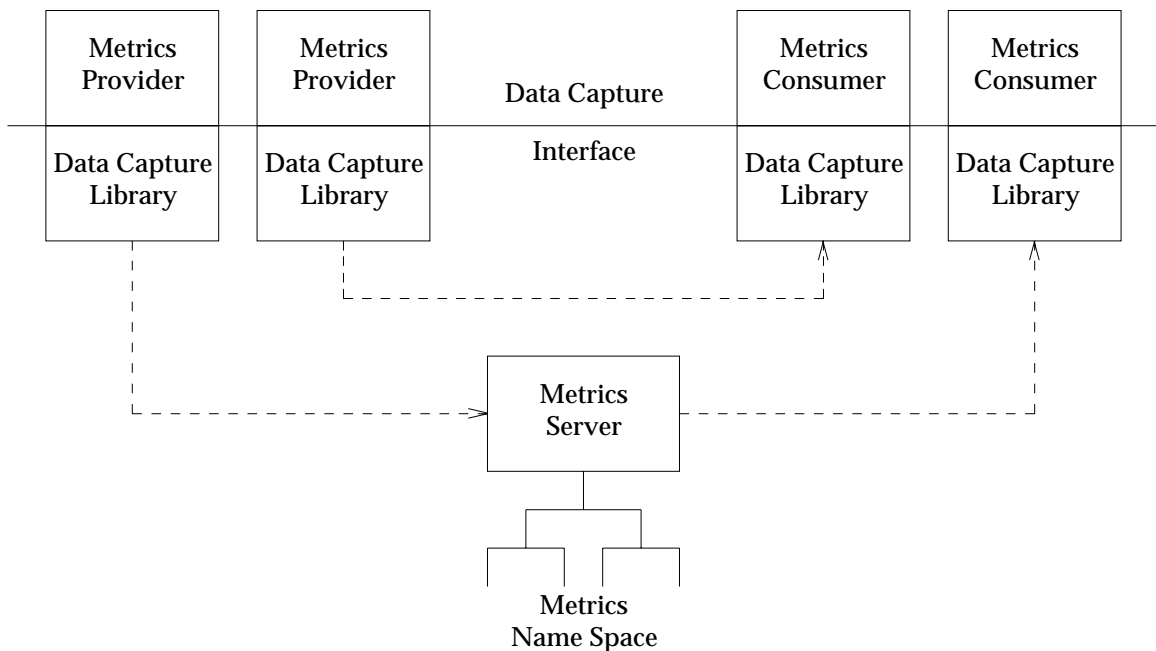 Metrics
Provider
Metrics
Provider
Data Capture
Metrics
Consumer
Metrics
Consumer
Data Capture
Library
Data Capture
Library
Interface
Data Capture
Library
Data Capture
Library
Metrics
Server
Metrics
Name Space